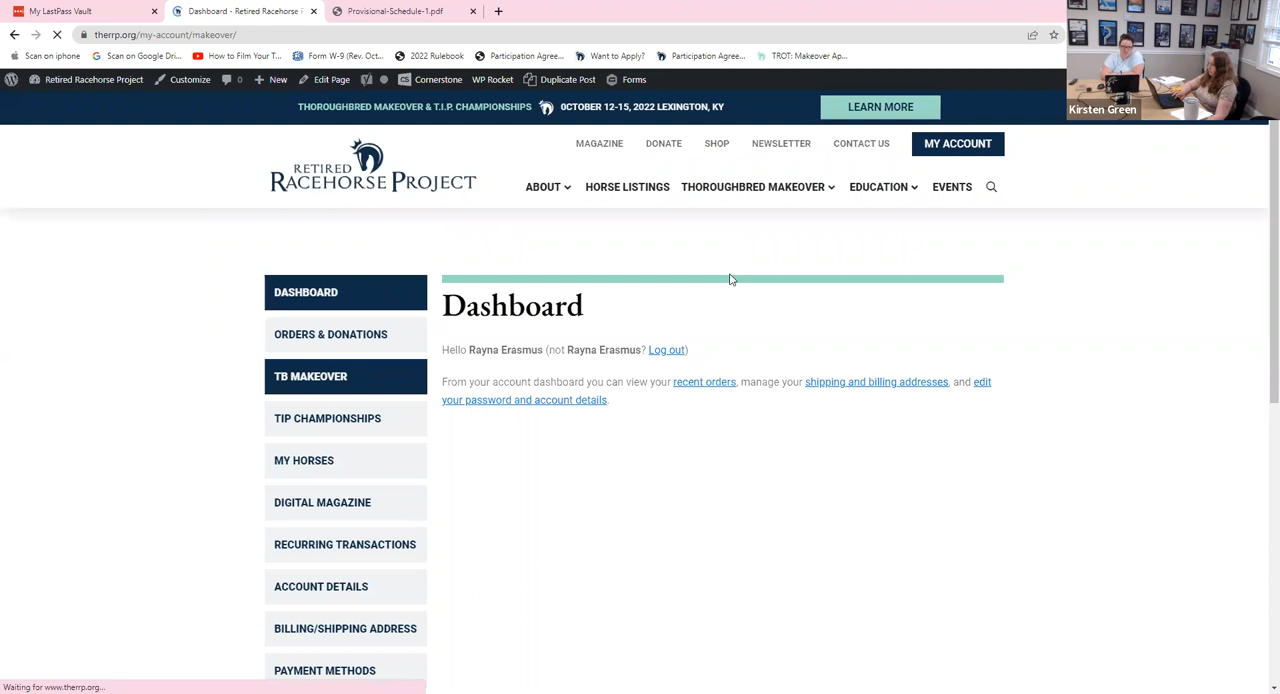 My LastPass Vault
Dashboard - Retired Racehorse
Provisional-Schedule-1.pdf
therrp.org/my-account/makeover/
Scan on iphone
Scan on Google Dri...
How to Film Your T...
Form W-9 (Rev. Oct...
2022 Rulebook
Participation Agree...
Want to Apply?
Participation Agree...
TROT: Makeover Ap...
Retired Racehorse Project
Customize
0
New
Edit Page
Cornerstone
WP Rocket
Duplicate Post
Forms
Kirsten Green
THOROUGHBRED MAKEOVER & T.I.P. CHAMPIONSHIPS
OCTOBER 12-15, 2022 LEXINGTON, KY
LEARN MORE
RETIRED
RACEHORSE PROJECT
MAGAZINE
DONATE
SHOP
NEWSLETTER
CONTACT US
MY ACCOUNT
ABOUT
HORSE LISTINGS
THOROUGHBRED MAKEOVER
EDUCATION
EVENTS
DASHBOARD
ORDERS & DONATIONS
TB MAKEOVER
TIP CHAMPIONSHIPS
MY HORSES
DIGITAL MAGAZINE
RECURRING TRANSACTIONS
ACCOUNT DETAILS
BILLING/SHIPPING ADDRESS
PAYMENT METHODS
Dashboard
Hello Rayna Erasmus (not Rayna Erasmus? Log out)
From your account dashboard you can view your recent orders, manage your shipping and billing addresses, and edit
your password and account details.
Waiting for www.therrp.org...